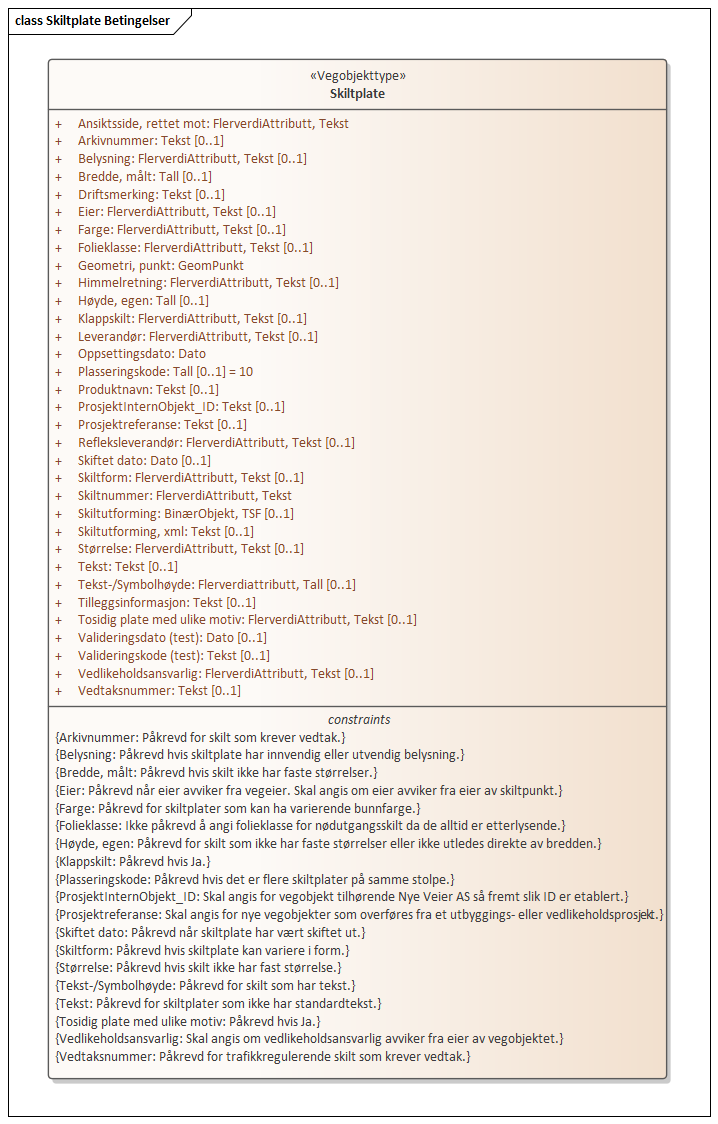 class Skiltplate Betingelser
«Vegobjekttype»
Skiltplate
+ Ansiktsside, rettet mot: FlerverdiAttributt, Tekst
+ Arkivnummer: Tekst [0..1]
+ Belysning: FlerverdiAttributt, Tekst [0..1]
+ Bredde, målt: Tall [0..1]
+ Driftsmerking: Tekst [0..1]
+ Eier: FlerverdiAttributt, Tekst [0..1]
+ Farge: FlerverdiAttributt, Tekst [0..1]
+ Folieklasse: FlerverdiAttributt, Tekst [0..1]
+ Geometri, punkt: GeomPunkt
+ Himmelretning: FlerverdiAttributt, Tekst [0..1]
+ Høyde, egen: Tall [0..1]
+ Klappskilt: FlerverdiAttributt, Tekst [0..1]
+ Leverandør: FlerverdiAttributt, Tekst [0..1]
+ Oppsettingsdato: Dato
+ Plasseringskode: Tall [0..1] = 10
+ Produktnavn: Tekst [0..1]
+ ProsjektInternObjekt_ID: Tekst [0..1]
+ Prosjektreferanse: Tekst [0..1]
+ Refleksleverandør: FlerverdiAttributt, Tekst [0..1]
+ Skiftet dato: Dato [0..1]
+ Skiltform: FlerverdiAttributt, Tekst [0..1]
+ Skiltnummer: FlerverdiAttributt, Tekst
+ Skiltutforming: BinærObjekt, TSF [0..1]
+ Skiltutforming, xml: Tekst [0..1]
+ Størrelse: FlerverdiAttributt, Tekst [0..1]
+ Tekst: Tekst [0..1]
+ Tekst-/Symbolhøyde: Flerverdiattributt, Tall [0..1]
+ Tilleggsinformasjon: Tekst [0..1]
+ Tosidig plate med ulike motiv: FlerverdiAttributt, Tekst [0..1]
+ Valideringsdato (test): Dato [0..1]
+ Valideringskode (test): Tekst [0..1]
+ Vedlikeholdsansvarlig: FlerverdiAttributt, Tekst [0..1]
+ Vedtaksnummer: Tekst [0..1]
constraints
{Arkivnummer: Påkrevd for skilt som krever vedtak.}
{Belysning: Påkrevd hvis skiltplate har innvendig eller utvendig belysning.}
{Bredde, målt: Påkrevd hvis skilt ikke har faste størrelser.}
{Eier: Påkrevd når eier avviker fra vegeier. Skal angis om eier avviker fra eier av skiltpunkt.}
{Farge: Påkrevd for skiltplater som kan ha varierende bunnfarge.}
{Folieklasse: Ikke påkrevd å angi folieklasse for nødutgangsskilt da de alltid er etterlysende.}
{Høyde, egen: Påkrevd for skilt som ikke har faste størrelser eller ikke utledes direkte av bredden.}
{Klappskilt: Påkrevd hvis Ja.}
{Plasseringskode: Påkrevd hvis det er flere skiltplater på samme stolpe.}
{ProsjektInternObjekt_ID: Skal angis for vegobjekt tilhørende Nye Veier AS så fremt slik ID er etablert.}
{Prosjektreferanse: Skal angis for nye vegobjekter som overføres fra et utbyggings- eller vedlikeholdsprosjekt.}
{Skiftet dato: Påkrevd når skiltplate har vært skiftet ut.}
{Skiltform: Påkrevd hvis skiltplate kan variere i form.}
{Størrelse: Påkrevd hvis skilt ikke har fast størrelse.}
{Tekst-/Symbolhøyde: Påkrevd for skilt som har tekst.}
{Tekst: Påkrevd for skiltplater som ikke har standardtekst.}
{Tosidig plate med ulike motiv: Påkrevd hvis Ja.}
{Vedlikeholdsansvarlig: Skal angis om vedlikeholdsansvarlig avviker fra eier av vegobjektet.}
{Vedtaksnummer: Påkrevd for trafikkregulerende skilt som krever vedtak.}